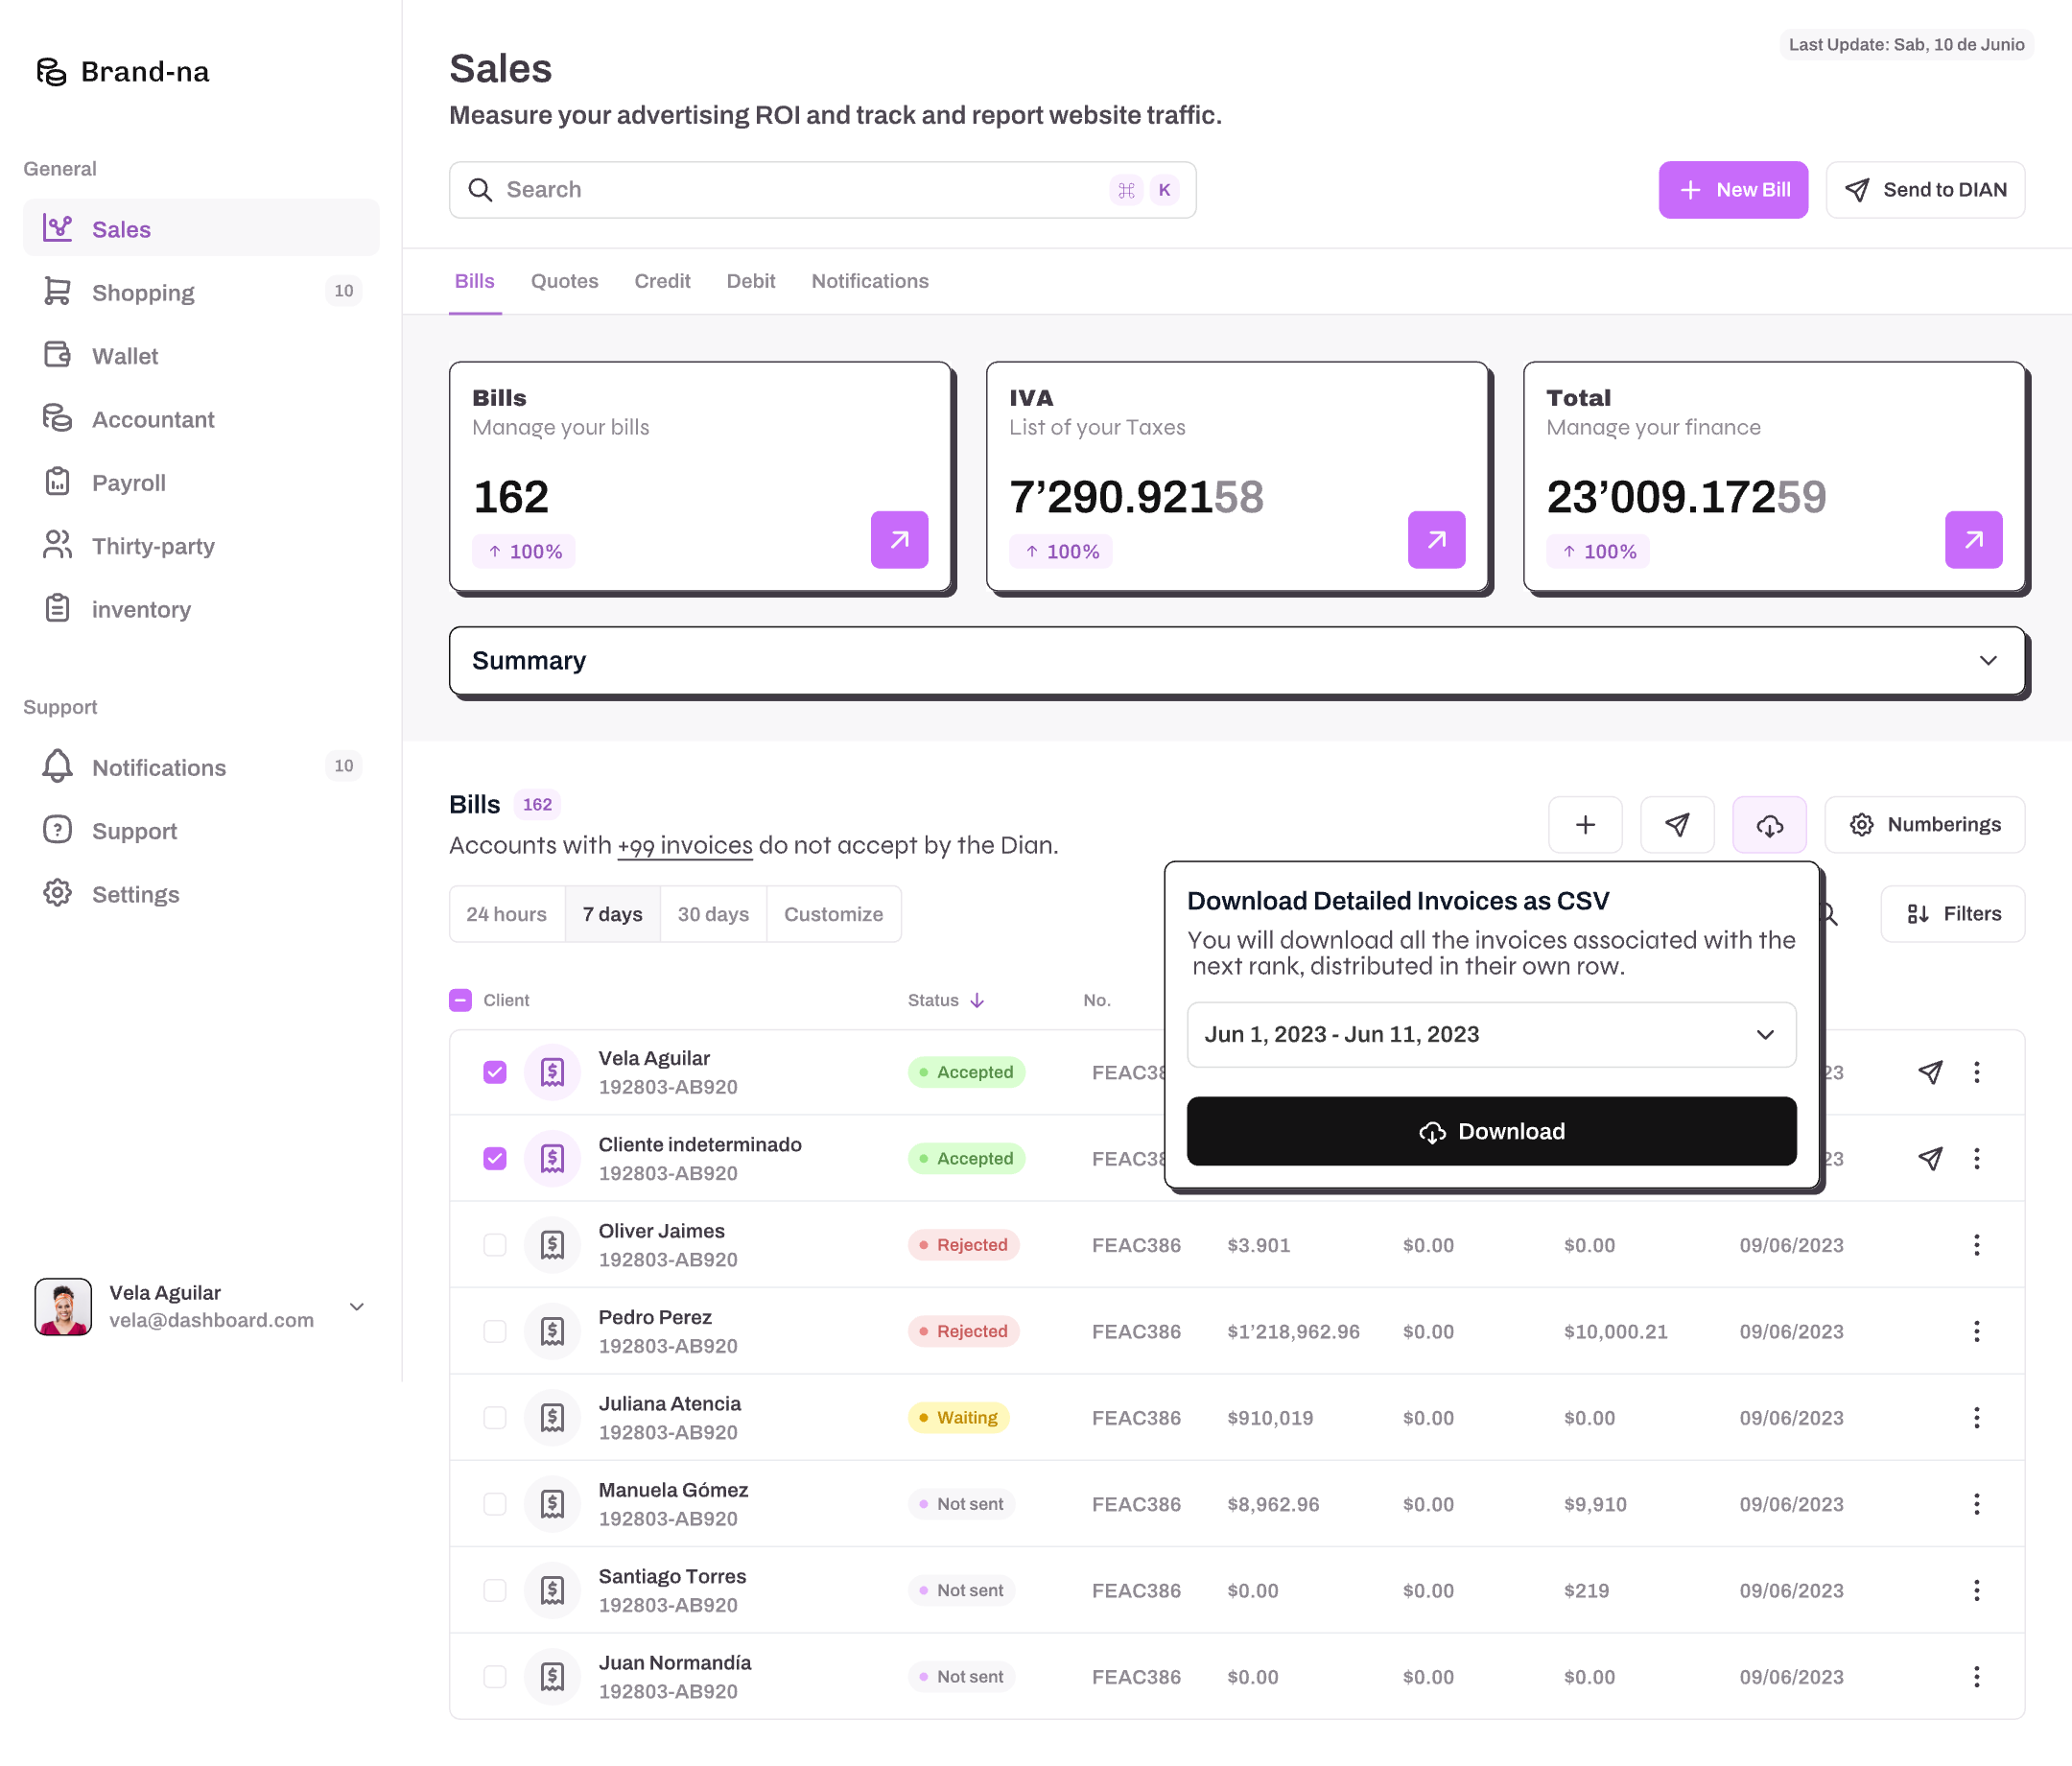 Brand-na
General
Sales
Shopping 10
Wallet
Accountant
Payroll
Thirty-party
inventory
Support
Notifications 10
Support
Settings
Vela Aguilar
vela@dashboard.com
Last Update: Sab, 10 de Junio
Sales
Measure your advertising ROI and track and report website traffic.
Search ⌘ K
New Bill
Send to DIAN
Bills Quotes Credit Debit Notifications
Bills
Manage your bills
162
↑ 100%
IVA
List of your Taxes
7’290.92158
↑ 100%
Total
Manage your finance
23’009.17259
↑ 100%
Summary
Bills 162
Accounts with +99 invoices do not accept by the Dian.
Numberings
24 hours 7 days 30 days Customize
Filters
Download Detailed Invoices as CSV
You will download all the invoices associated with the
next rank, distributed in their own row.
Jun 1, 2023 - Jun 11, 2023
Download
Client Status ↓ No.
Vela Aguilar
192803-AB920
Accepted FEAC38 23
Cliente indeterminado
192803-AB920
Accepted FEAC38 23
Oliver Jaimes
192803-AB920
Rejected FEAC386 $3.901 $0.00 $0.00 09/06/2023
Pedro Perez
192803-AB920
Rejected FEAC386 $1’218,962.96 $0.00 $10,000.21 09/06/2023
Juliana Atencia
192803-AB920
Waiting FEAC386 $910,019 $0.00 $0.00 09/06/2023
Manuela Gómez
192803-AB920
Not sent FEAC386 $8,962.96 $0.00 $9,910 09/06/2023
Santiago Torres
192803-AB920
Not sent FEAC386 $0.00 $0.00 $219 09/06/2023
Juan Normandía
192803-AB920
Not sent FEAC386 $0.00 $0.00 $0.00 09/06/2023